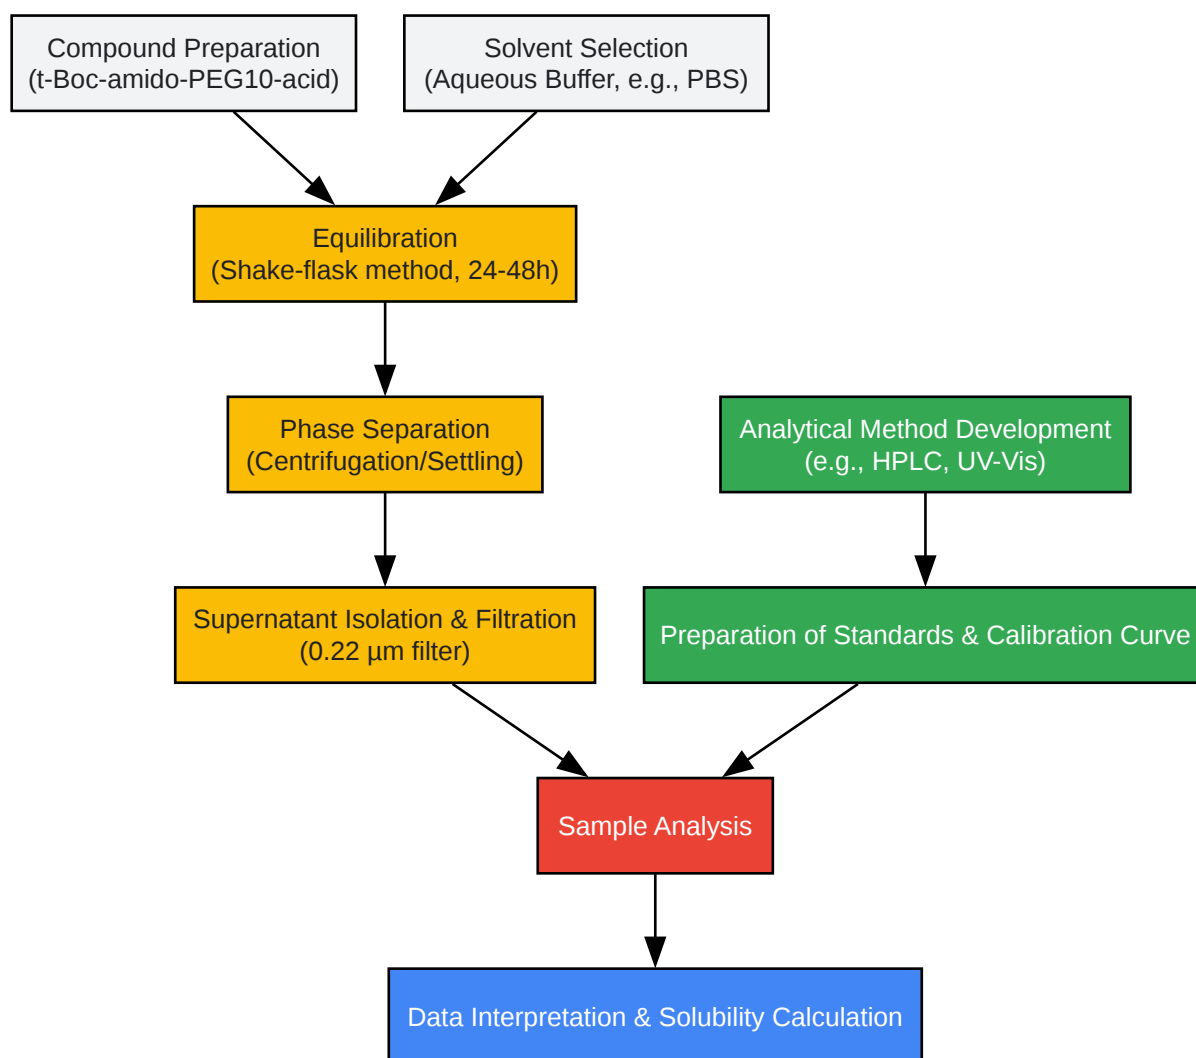 Compound Preparation
(t-Boc-amido-PEG10-acid)
Solvent Selection
(Aqueous Buffer, e.g., PBS)
Equilibration
(Shake-flask method, 24-48h)
Phase Separation
(Centrifugation/Settling)
Analytical Method Development
(e.g., HPLC, UV-Vis)
Supernatant Isolation & Filtration
(0.22 µm filter)
Preparation of Standards & Calibration Curve
Sample Analysis
Data Interpretation & Solubility Calculation